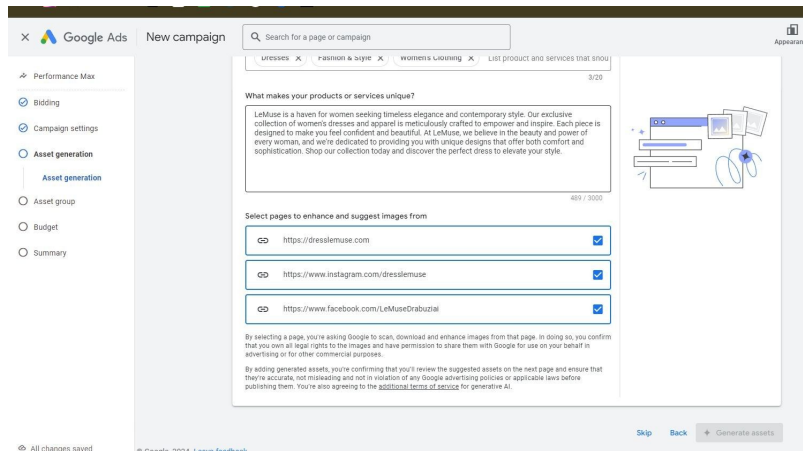 Google Ads
New campaign
Search for a page or campaign
Appearan
Performance Max
Bidding
Campaign settings
Asset generation
Asset generation
Asset group
Budget
Summary
All changes saved
Dresses X Fashion & Style X Women's Clothing X List product and services that shou
3/20
What makes your products or services unique?
LeMuse is a haven for women seeking timeless elegance and contemporary style. Our exclusive
collection of women's dresses and apparel is meticulously crafted to empower and inspire. Each piece is
designed to make you feel confident and beautiful. At LeMuse, we believe in the beauty and power of
every woman, and we're dedicated to providing you with unique designs that offer both comfort and
sophistication. Shop our collection today and discover the perfect dress to elevate your style.
489 / 3000
Select pages to enhance and suggest images from
https://dresslemuse.com
https://www.instagram.com/dresslemuse
https://www.facebook.com/LeMuseDrabuziai
By selecting a page, you're asking Google to scan, download and enhance images from that page. In doing so, you confirm
that you own all legal rights to the images and have permission to share them with Google for use on your behalf in
advertising or for other commercial purposes.
By adding generated assets, you're confirming that you'll review the suggested assets on the next page and ensure that
they're accurate, not misleading and not in violation of any Google advertising policies or applicable laws before
publishing them. You're also agreeing to the additional terms of service for generative AI.
Skip Back Generate assets
© Google, 2024. Leave feedback